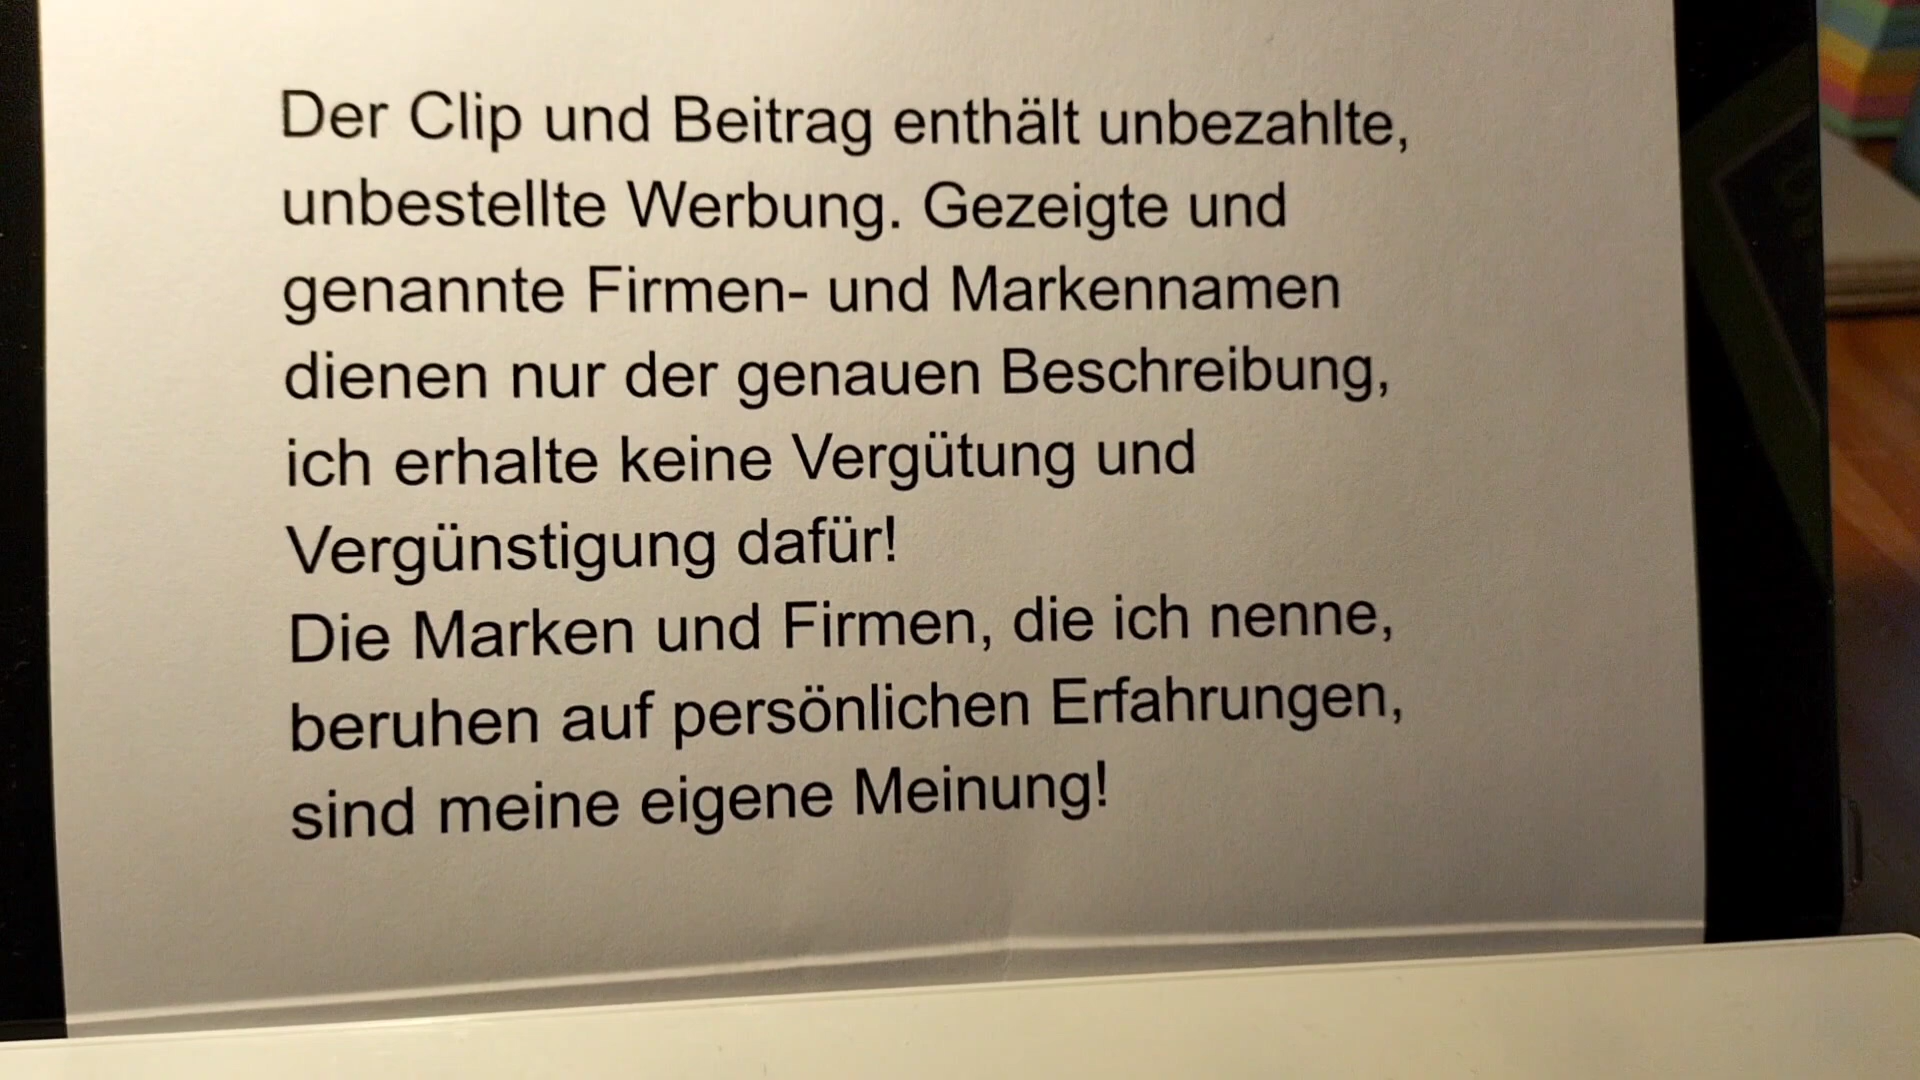 Der Clip und Beitrag enthält unbezahlte,
unbestellte Werbung. Gezeigte und
genannte Firmen- und Markennamen
dienen nur der genauen Beschreibung,
ich erhalte keine Vergütung und
Vergünstigung dafür!
Die Marken und Firmen, die ich nenne,
beruhen auf persönlichen Erfahrungen,
sind meine eigene Meinung!